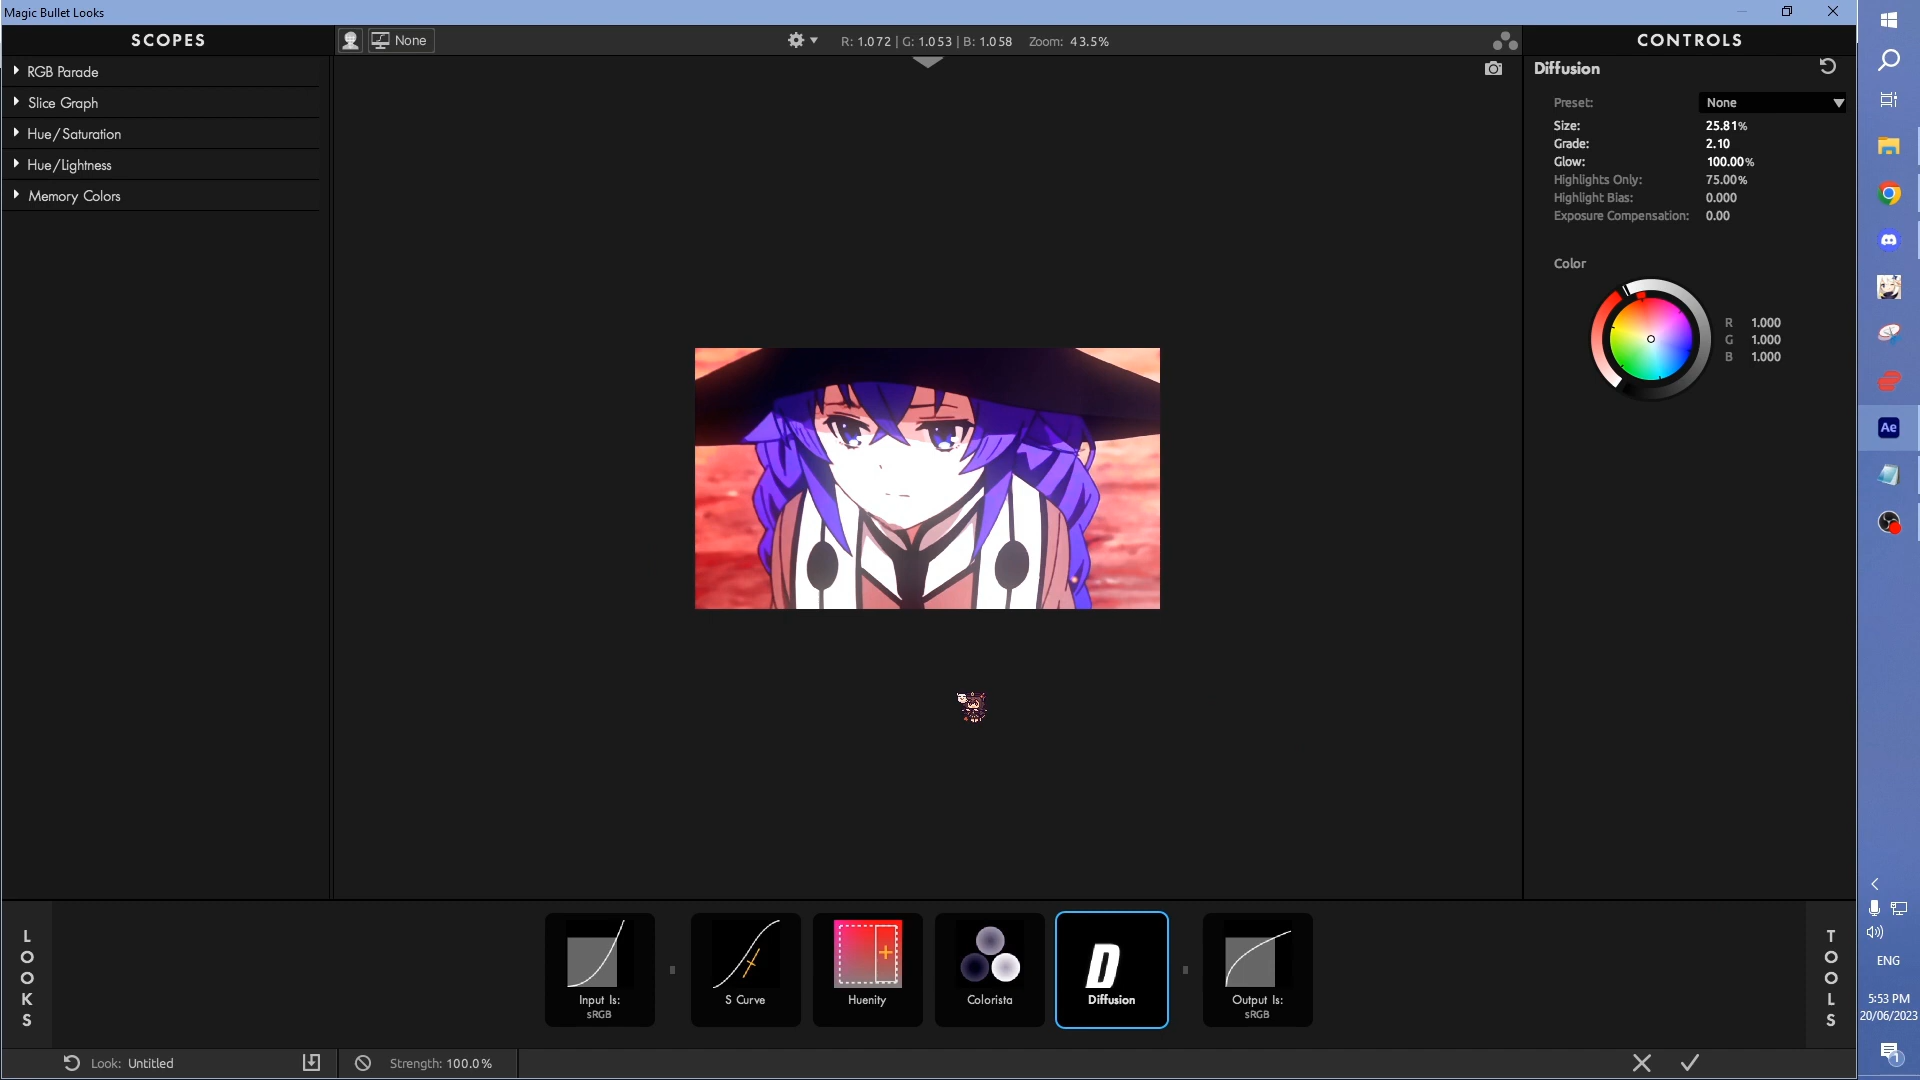 Magic Bullet Looks
SCOPES
None
R: 1.072 | G: 1.053 | B: 1.058
Zoom: 43.5%
CONTROLS
RGB Parade
Slice Graph
Hue/Saturation
Hue/Lightness
Memory Colors
Diffusion
Preset: None
Size: 25.81%
Grade: 2.10
Glow: 100.00%
Highlights Only: 75.00%
Highlight Bias: 0.000
Exposure Compensation: 0.00
Color
R 1.000
G 1.000
B 1.000
Ae
LOOKS
Input Is:
sRGB
S Curve
Huenity
Colorista
D
Diffusion
Output Is:
sRGB
TOOLS
ENG
5:53 PM
20/06/2023
1
Look: Untitled
Strength: 100.0%